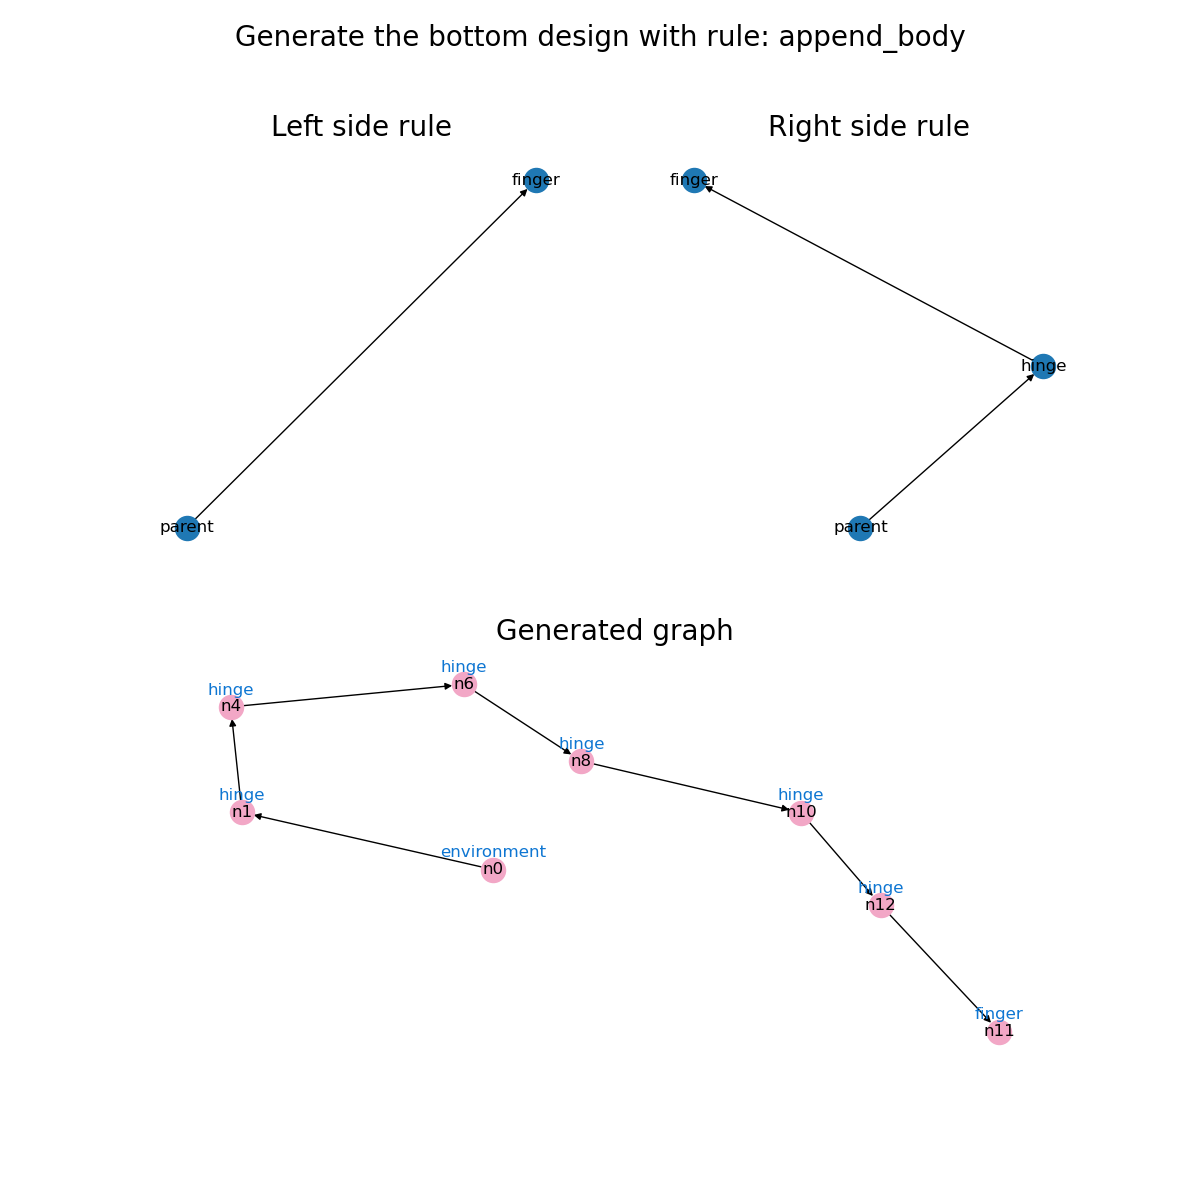 Generate the bottom design with rule: append_body
Left side rule
Right side rule
finger
finger
hinge
parent
parent
Generated graph
hinge
n6
hinge
n4
hinge
n8
hinge
n1
hinge
n10
environment
n0
hinge
n12
finger
n11